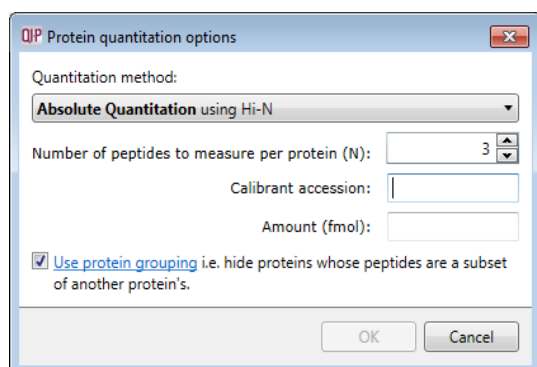 QIP Protein quantitation options
Quantitation method:
Absolute Quantitation using Hi-N
Number of peptides to measure per protein (N): 3
Calibrant accession:
Amount (fmol):
Use protein grouping i.e. hide proteins whose peptides are a subset
of another protein's.
OK Cancel